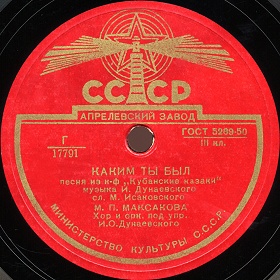 СССР
АПРЕЛЕВСКИЙ ЗАВОД
Г
17791
ГОСТ 5289-50
III кл.
КАКИМ ТЫ БЫЛ
песня из к-ф „Кубанские казаки"
музыка И. Дунаевского
сл. М. Исаковского
М. П. МАКСАКОВА
Хор и орк. под упр.
И.О.Дунаевского
МИНИСТЕРСТВО КУЛЬТУРЫ СССР